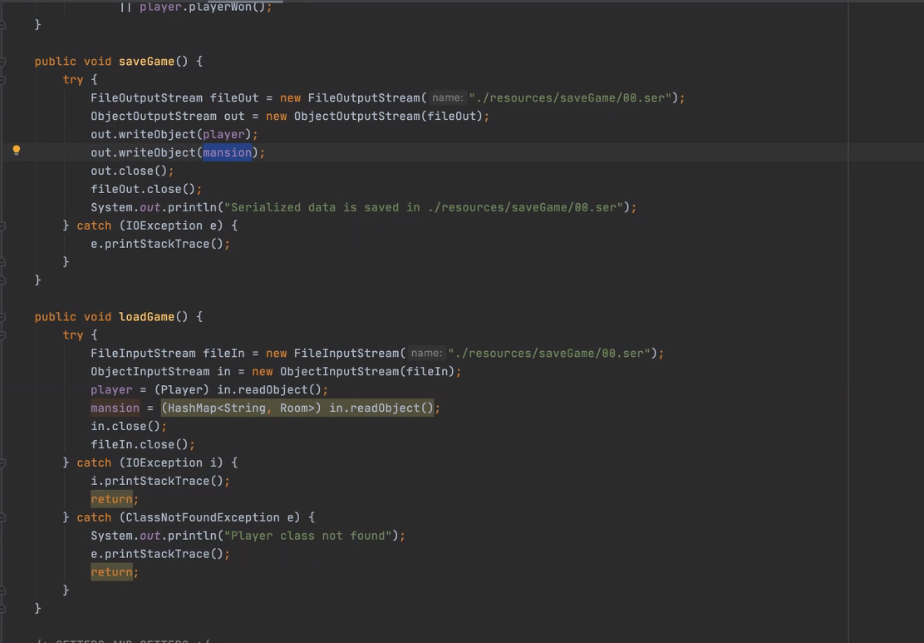 || player.playerWon();
}
public void saveGame() {
try {
FileOutputStream fileOut = new FileOutputStream( name: "./resources/saveGame/00.ser");
ObjectOutputStream out = new ObjectOutputStream(fileOut);
out.writeObject(player);
out.writeObject(mansion);
out.close();
fileOut.close();
System.out.println("Serialized data is saved in ./resources/saveGame/00.ser");
} catch (IOException e) {
e.printStackTrace();
}
}
public void loadGame() {
try {
FileInputStream fileIn = new FileInputStream( name: "./resources/saveGame/00.ser");
ObjectInputStream in = new ObjectInputStream(fileIn);
player = (Player) in.readObject();
mansion = (HashMap<String, Room>) in.readObject();
in.close();
fileIn.close();
} catch (IOException i) {
i.printStackTrace();
return;
} catch (ClassNotFoundException e) {
System.out.println("Player class not found");
e.printStackTrace();
return;
}
}